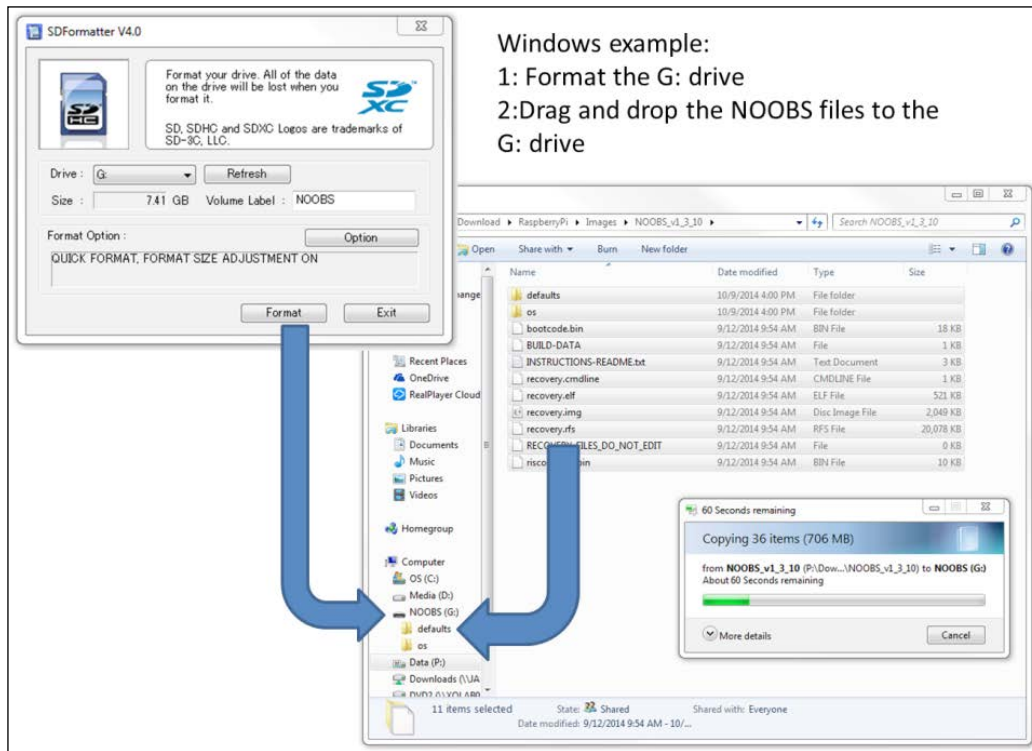 SDFormatter V4.0
Format your drive. All of the data
on the drive will be lost when you
format it.
SD, SDHC and SDXC Logos are trademarks of
SD-3C, LLC.
SD
HC
SD
XC
Drive : G: Refresh
Size : 7.41 GB Volume Label : NOOBS
Format Option : Option
QUICK FORMAT, FORMAT SIZE ADJUSTMENT ON
Format Exit
Windows example:
1: Format the G: drive
2:Drag and drop the NOOBS files to the
G: drive
Download RaspberryPi Images NOOBS_v1_3_10 Search NOOBS_v1_3_10
Open Share with Burn New folder
Name Date modified Type Size
defaults 10/9/2014 4:00 PM File folder
os 10/9/2014 4:00 PM File folder
bootcode.bin 9/12/2014 9:54 AM BIN File 18 KB
BUILD-DATA 9/12/2014 9:54 AM File 1 KB
INSTRUCTIONS-README.txt 9/12/2014 9:54 AM Text Document 3 KB
recovery.cmdline 9/12/2014 9:54 AM CMDLINE File 1 KB
recovery.elf 9/12/2014 9:54 AM ELF File 521 KB
recovery.img 9/12/2014 9:54 AM Disc Image File 2,049 KB
recovery.rfs 9/12/2014 9:54 AM RFS File 20,078 KB
RECOVERY_FILES_DO_NOT_EDIT 9/12/2014 9:54 AM File 0 KB
9/12/2014 9:54 AM BIN File 10 KB
Recent Places
OneDrive
RealPlayer Cloud
Libraries
Documents
Music
Pictures
Videos
Homegroup
Computer
OS (C:)
Media (D:)
NOOBS (G:)
defaults
os
Data (P:)
Downloads (\\JA
60 Seconds remaining
Copying 36 items (706 MB)
from NOOBS_v1_3_10 (P:\Dow...\NOOBS_v1_3_10) to NOOBS (G:)
About 60 Seconds remaining
More details Cancel
11 items selected State: Shared Shared with: Everyone
Date modified: 9/12/2014 9:54 AM - 10/...